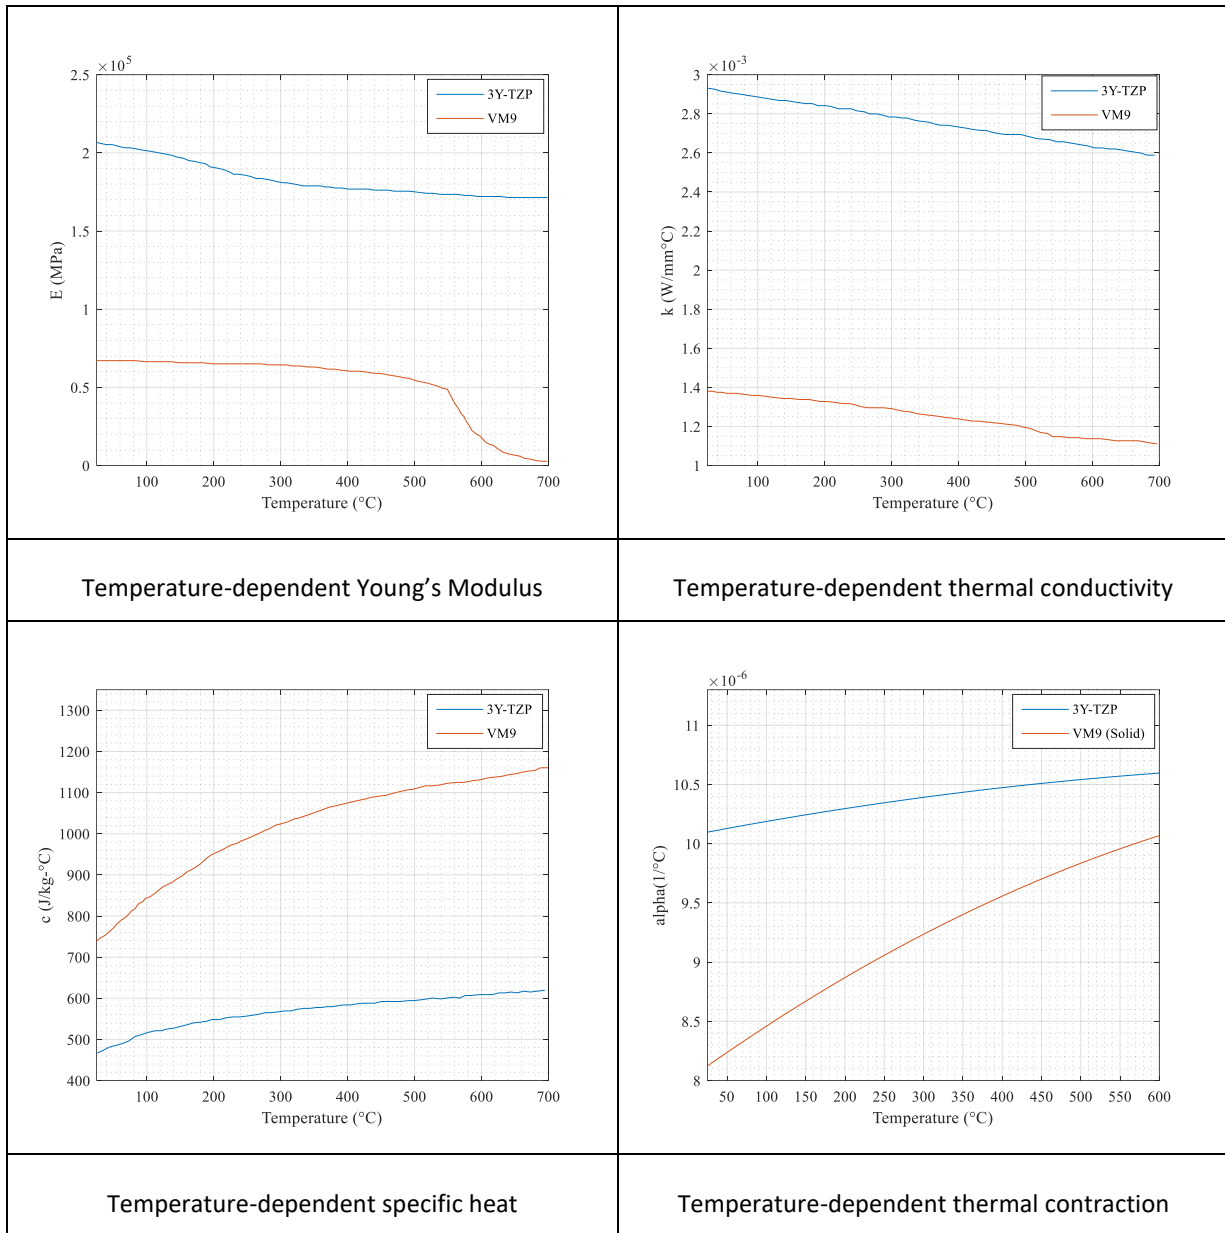 ×10⁵
2.5
2
1.5
1
0.5
0
E (MPa)
3Y-TZP
VM9
100 200 300 400 500 600 700
Temperature (°C)
×10⁻³
3
2.8
2.6
2.4
2.2
2
1.8
1.6
1.4
1.2
1
k (W/mm°C)
3Y-TZP
VM9
100 200 300 400 500 600 700
Temperature (°C)
Temperature-dependent Young’s Modulus
Temperature-dependent thermal conductivity
1300
1200
1100
1000
900
800
700
600
500
400
c (J/kg-°C)
3Y-TZP
VM9
100 200 300 400 500 600 700
Temperature (°C)
×10⁻⁶
11
10.5
10
9.5
9
8.5
8
alpha(1/°C)
3Y-TZP
VM9 (Solid)
50 100 150 200 250 300 350 400 450 500 550 600
Temperature (°C)
Temperature-dependent specific heat
Temperature-dependent thermal contraction